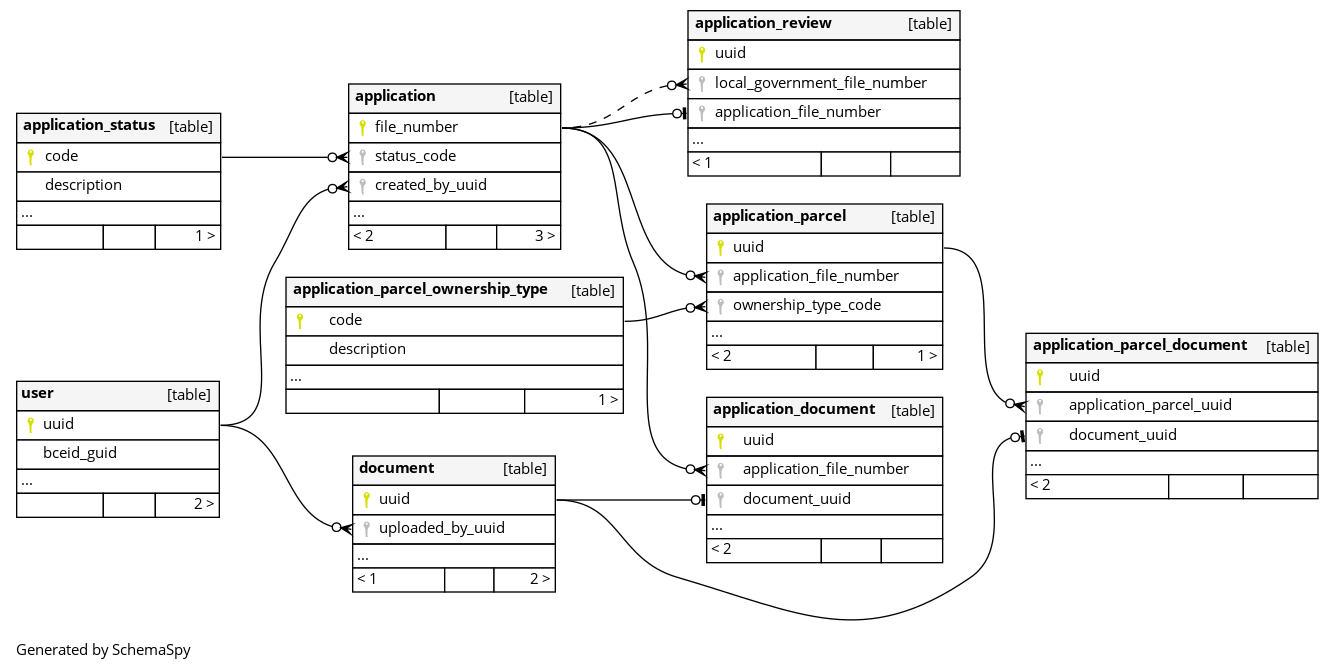 application_review [table]
uuid
local_government_file_number
application_file_number
...
< 1
application [table]
file_number
status_code
created_by_uuid
...
< 2 3 >
application_status [table]
code
description
...
1 >
application_parcel [table]
uuid
application_file_number
ownership_type_code
...
< 2 1 >
application_parcel_ownership_type [table]
code
description
...
1 >
application_parcel_document [table]
uuid
application_parcel_uuid
document_uuid
...
< 2
user [table]
uuid
bceid_guid
...
2 >
application_document [table]
uuid
application_file_number
document_uuid
...
< 2
document [table]
uuid
uploaded_by_uuid
...
< 1 2 >
Generated by SchemaSpy